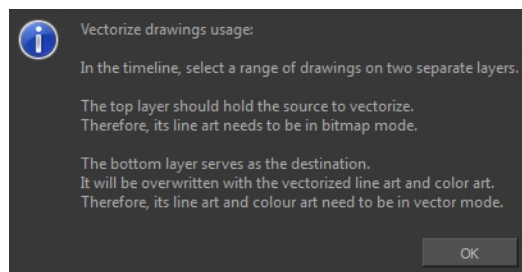 Vectorize drawings usage:
In the timeline, select a range of drawings on two separate layers.
The top layer should hold the source to vectorize.
Therefore, its line art needs to be in bitmap mode.
The bottom layer serves as the destination.
It will be overwritten with the vectorized line art and color art.
Therefore, its line art and colour art need to be in vector mode.
OK